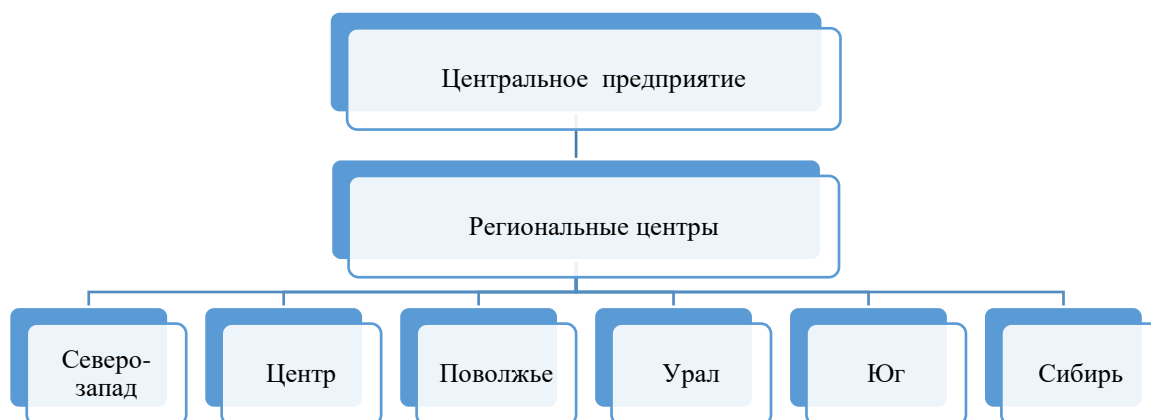 Центральное предприятие
Региональные центры
Северо-
запад
Центр
Поволжье
Урал
Юг
Сибирь